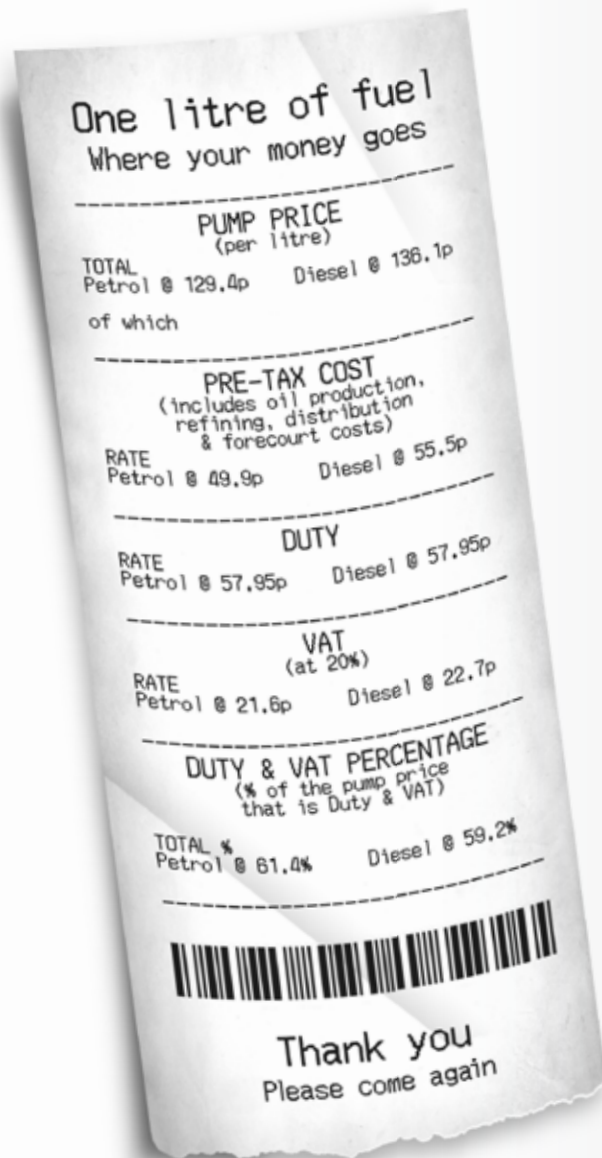 One litre of fuel
Where your money goes
PUMP PRICE
(per litre)
TOTAL
Petrol @ 129.4p Diesel @ 136.1p
of which
PRE-TAX COST
(includes oil production,
refining, distribution
& forecourt costs)
RATE
Petrol @ 49.9p Diesel @ 55.5p
DUTY
RATE
Petrol @ 57.95p Diesel @ 57.95p
VAT
(at 20%)
RATE
Petrol @ 21.6p Diesel @ 22.7p
DUTY & VAT PERCENTAGE
(% of the pump price
that is Duty & VAT)
TOTAL %
Petrol @ 61.4% Diesel @ 59.2%
Thank you
Please come again